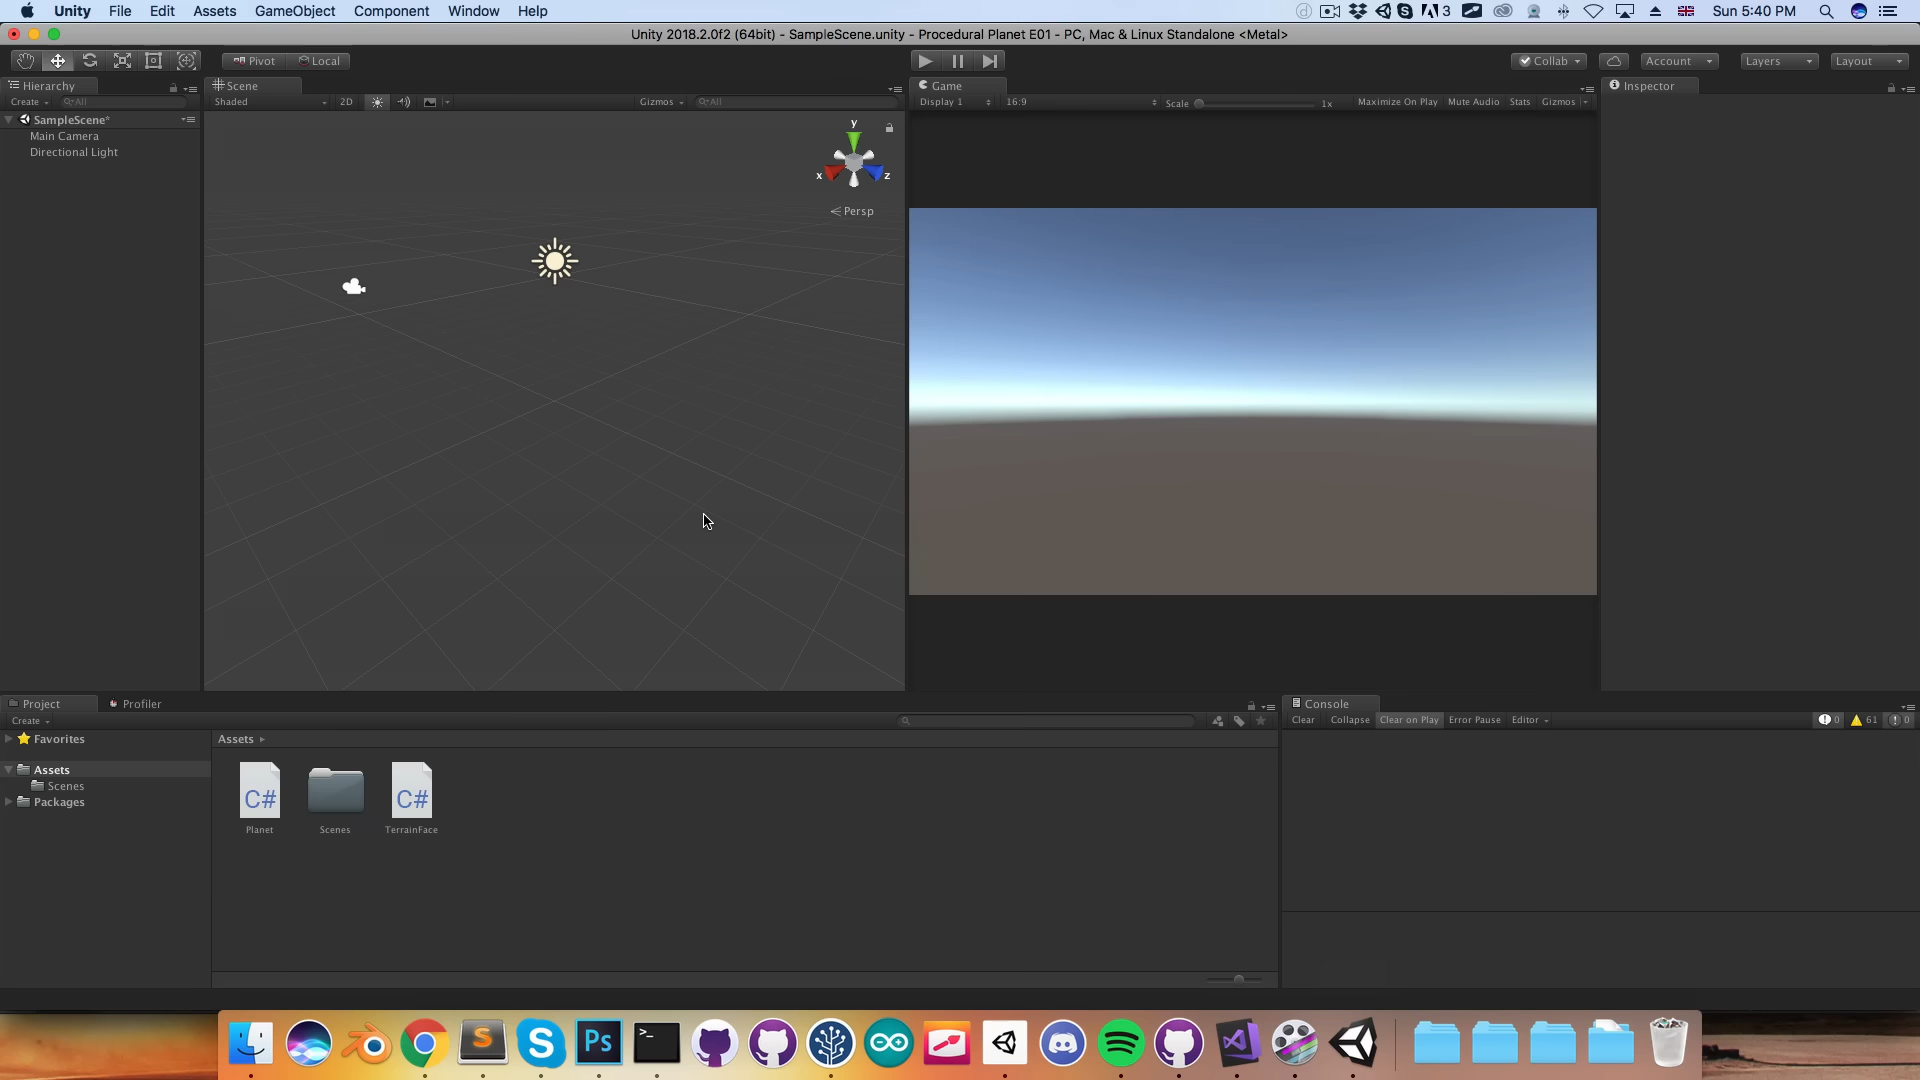 Unity File Edit Assets GameObject Component Window Help
3 Sun 5:40 PM
Unity 2018.2.0f2 (64bit) - SampleScene.unity - Procedural Planet E01 - PC, Mac & Linux Standalone <Metal>
Pivot Local
Collab Account Layers Layout
Hierarchy
Create All
SampleScene*
Main Camera
Directional Light
Scene
Shaded 2D Gizmos All
y
x z
Persp
Game
Display 1 16:9 Scale 1x Maximize On Play Mute Audio Stats Gizmos
Inspector
Project Profiler
Create
Favorites
Assets
Scenes
Packages
Assets
C# C#
Planet Scenes TerrainFace
Console
Clear Collapse Clear on Play Error Pause Editor 0 61 0
S S Ps >_